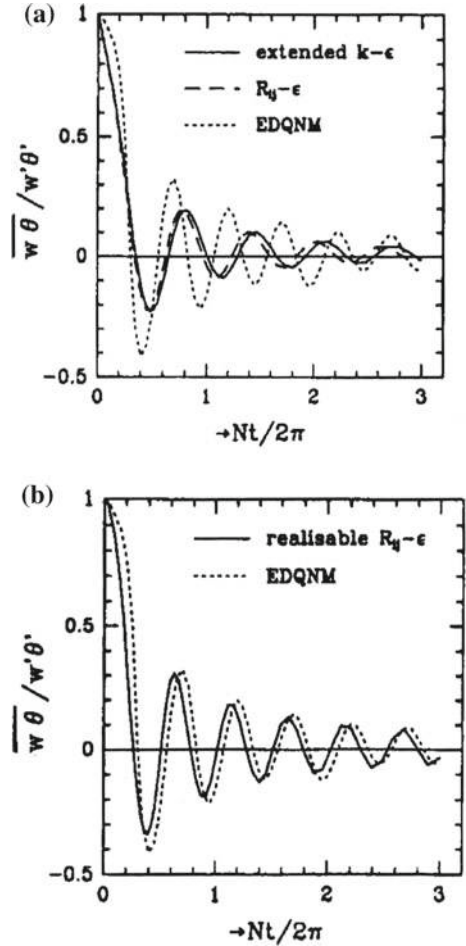 (a)
1
0.5
0
-0.5
w̅ ̅θ̅ / w'θ'
extended k-ϵ
R_ij-ϵ
EDQNM
0 1 2 3
→Nt/2π
(b)
1
0.5
0
-0.5
w̅ ̅θ̅ / w'θ'
realisable R_ij-ϵ
EDQNM
0 1 2 3
→Nt/2π